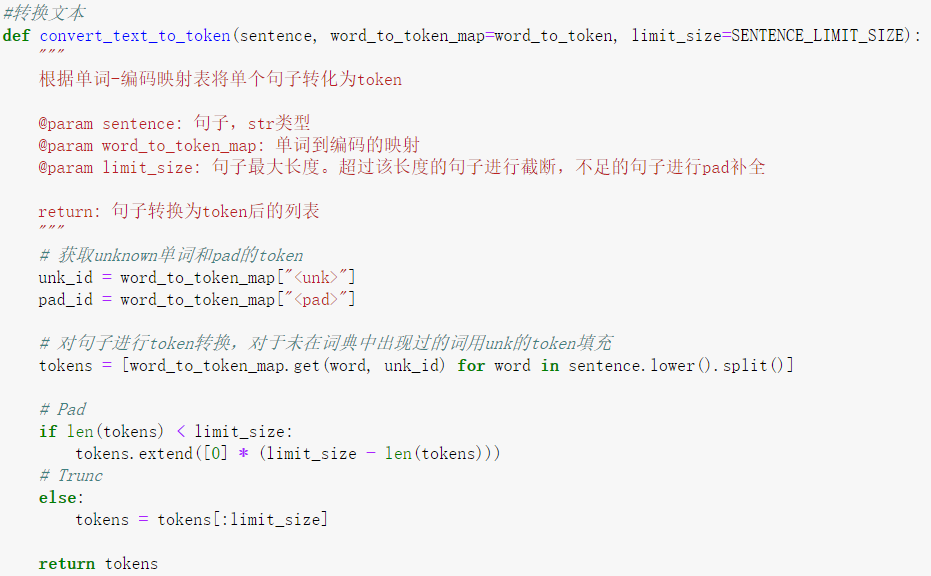 #转换文本
def convert_text_to_token(sentence, word_to_token_map=word_to_token, limit_size=SENTENCE_LIMIT_SIZE):
    """
    根据单词-编码映射表将单个句子转化为token

    @param sentence: 句子，str类型
    @param word_to_token_map: 单词到编码的映射
    @param limit_size: 句子最大长度。超过该长度的句子进行截断，不足的句子进行pad补全

    return: 句子转换为token后的列表
    """
    # 获取unknown单词和pad的token
    unk_id = word_to_token_map["<unk>"]
    pad_id = word_to_token_map["<pad>"]

    # 对句子进行token转换，对于未在词典中出现过的词用unk的token填充
    tokens = [word_to_token_map.get(word, unk_id) for word in sentence.lower().split()]

    # Pad
    if len(tokens) < limit_size:
        tokens.extend([0] * (limit_size - len(tokens)))
    # Trunc
    else:
        tokens = tokens[:limit_size]

    return tokens